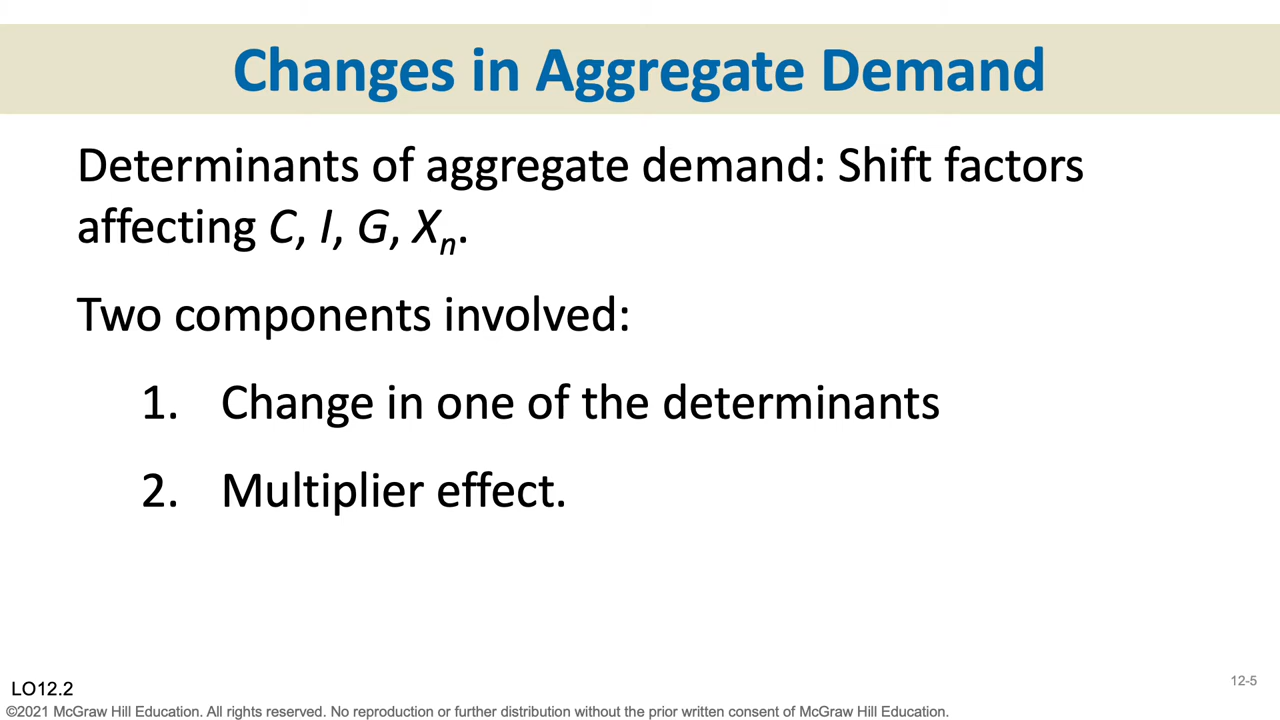 Changes in Aggregate Demand
Determinants of aggregate demand: Shift factors
affecting C, I, G, Xn.
Two components involved:
1. Change in one of the determinants
2. Multiplier effect.
LO12.2
12-5
©2021 McGraw Hill Education. All rights reserved. No reproduction or further distribution without the prior written consent of McGraw Hill Education.